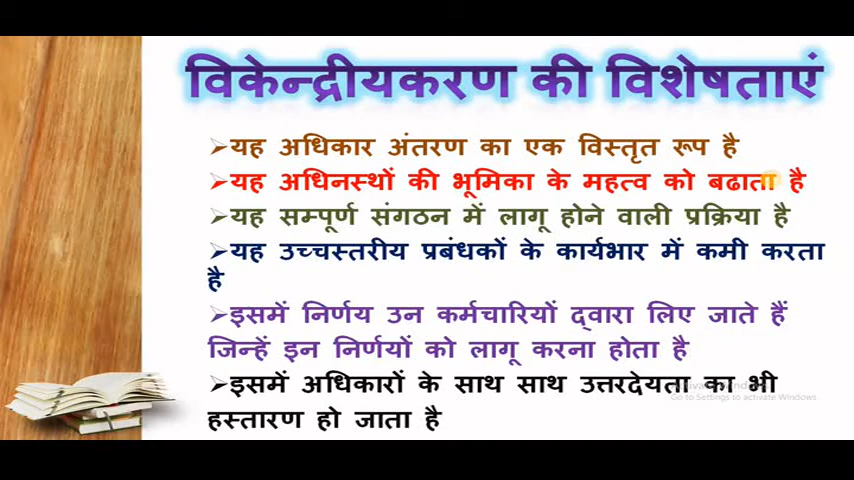 विकेन्द्रीयकरण की विशेषताएं
➢यह अधिकार अंतरण का एक विस्तृत रूप है
➢यह अधिनस्थों की भूमिका के महत्व को बढाता है
➢यह सम्पूर्ण संगठन में लागू होने वाली प्रक्रिया है
➢यह उच्चस्तरीय प्रबंधकों के कार्यभार में कमी करता
है
➢इसमें निर्णय उन कर्मचारियों द्वारा लिए जाते हैं
जिन्हें इन निर्णयों को लागू करना होता है
➢इसमें अधिकारों के साथ साथ उत्तरदेयता का भी
हस्तारण हो जाता है
Go to Settings to activate Windows.